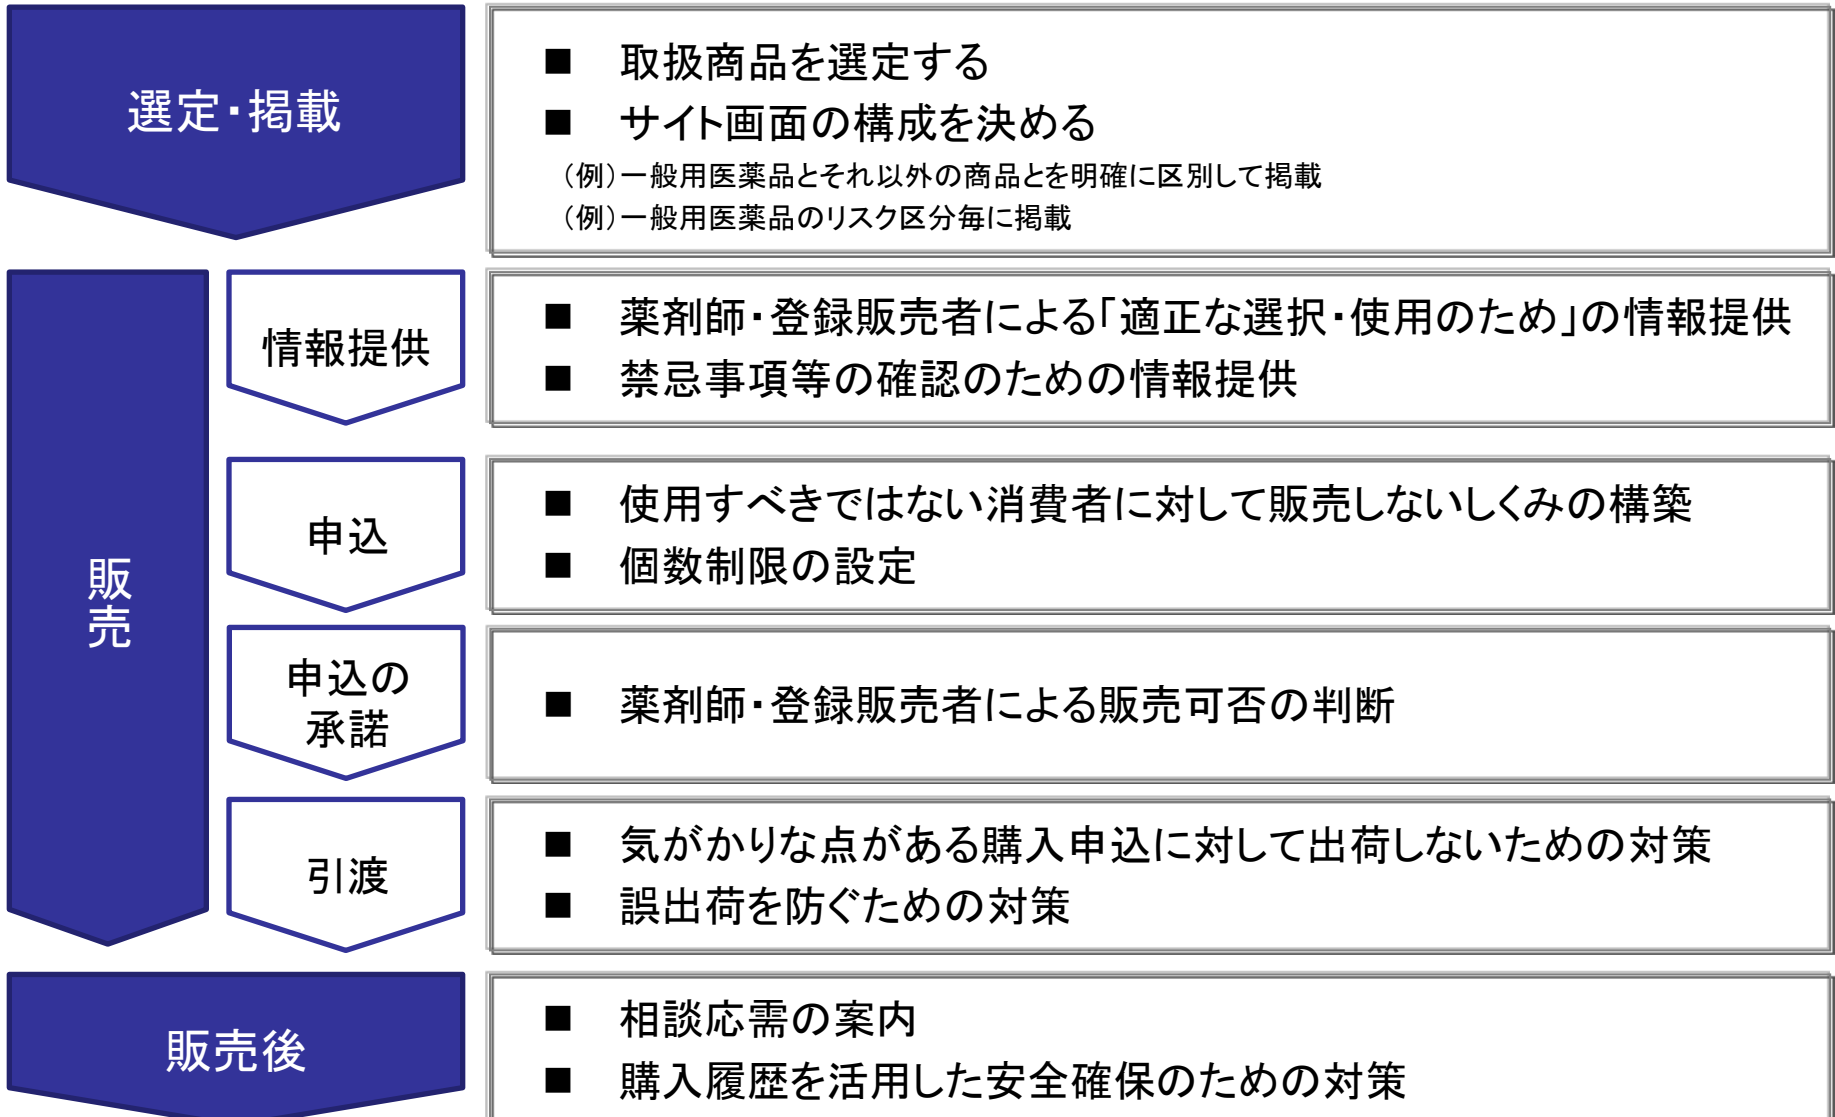 選定・掲載
■ 取扱商品を選定する
■ サイト画面の構成を決める
（例）一般用医薬品とそれ以外の商品とを明確に区別して掲載
（例）一般用医薬品のリスク区分毎に掲載
販売
情報提供
■ 薬剤師・登録販売者による「適正な選択・使用のため」の情報提供
■ 禁忌事項等の確認のための情報提供
申込
■ 使用すべきではない消費者に対して販売しないしくみの構築
■ 個数制限の設定
申込の
承諾
■ 薬剤師・登録販売者による販売可否の判断
引渡
■ 気がかりな点がある購入申込に対して出荷しないための対策
■ 誤出荷を防ぐための対策
販売後
■ 相談応需の案内
■ 購入履歴を活用した安全確保のための対策